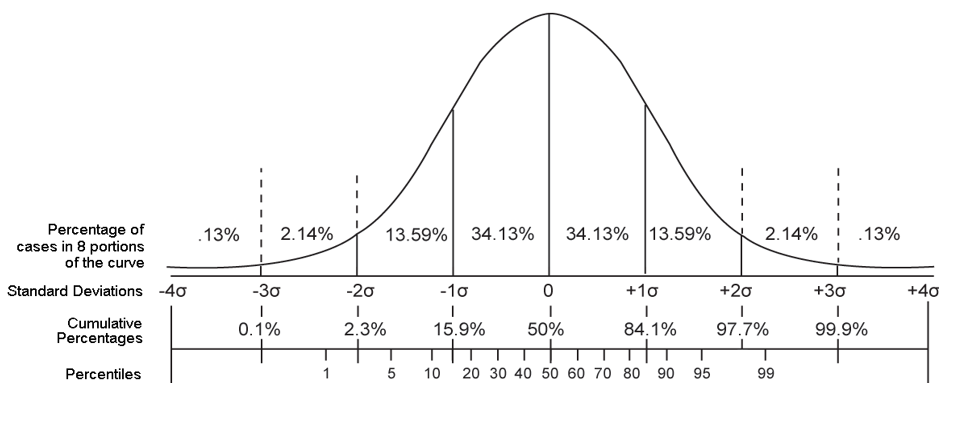 Percentage of
cases in 8 portions
of the curve
.13% 2.14% 13.59% 34.13% 34.13% 13.59% 2.14% .13%
Standard Deviations -4σ -3σ -2σ -1σ 0 +1σ +2σ +3σ +4σ
Cumulative
Percentages
0.1% 2.3% 15.9% 50% 84.1% 97.7% 99.9%
Percentiles 1 5 10 20 30 40 50 60 70 80 90 95 99